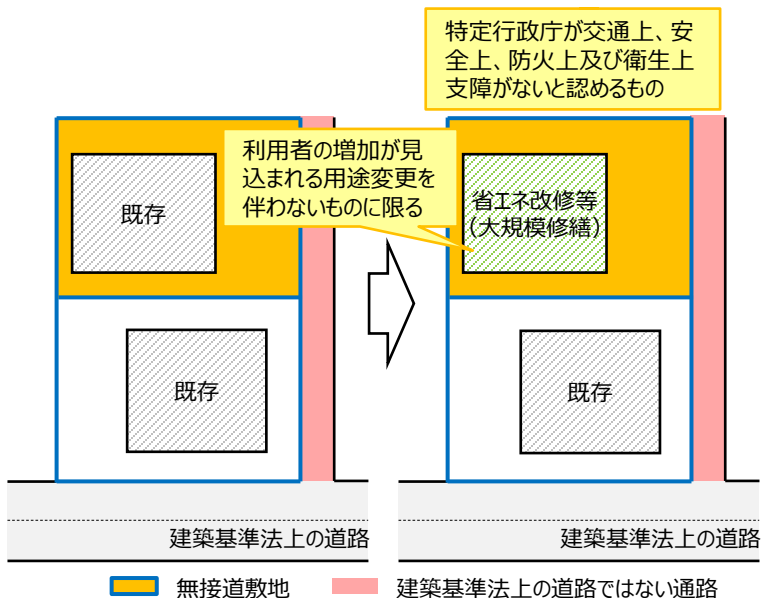 特定行政庁が交通上、安
全上、防火上及び衛生上
支障がないと認めるもの
利用者の増加が見
込まれる用途変更を
伴わないものに限る
既存
省エネ改修等
（大規模修繕）
既存
既存
建築基準法上の道路
建築基準法上の道路
無接道敷地
建築基準法上の道路ではない通路